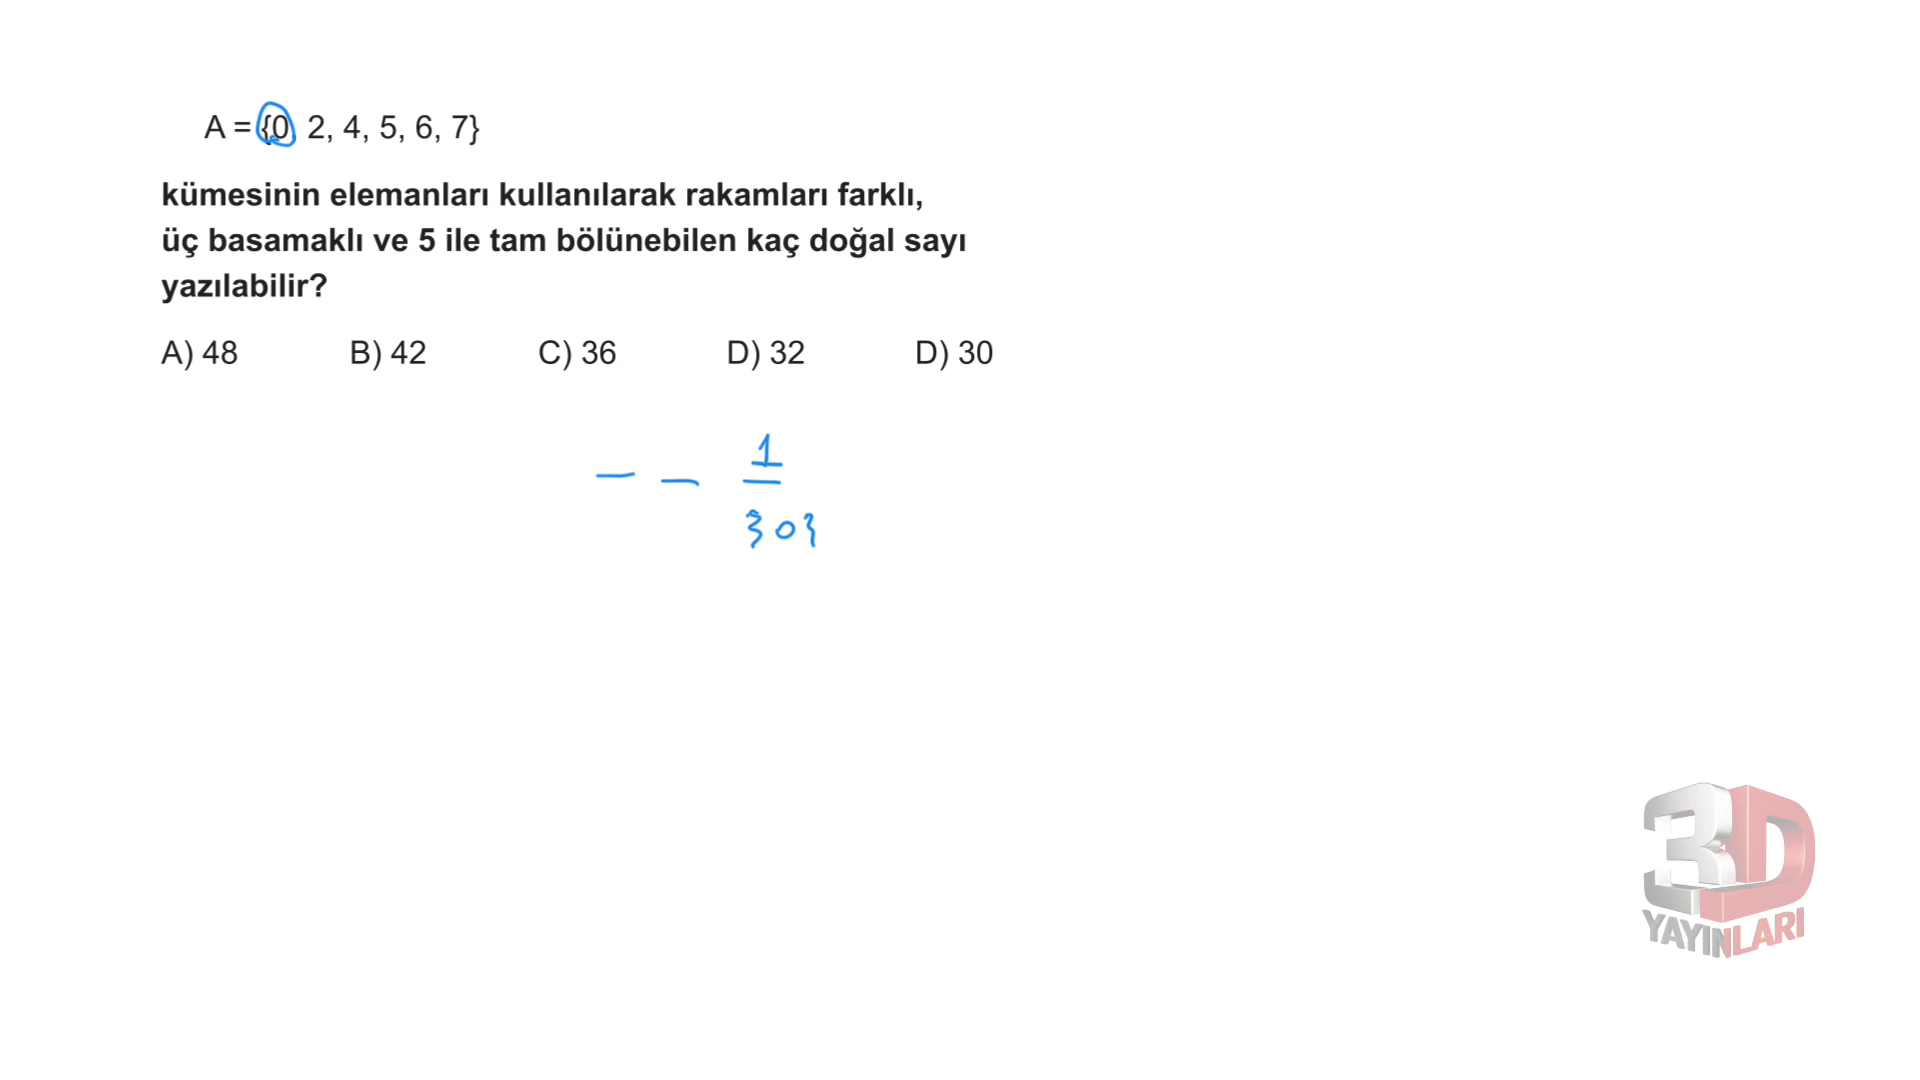 A = {0, 2, 4, 5, 6, 7}
kümesinin elemanları kullanılarak rakamları farklı,
üç basamaklı ve 5 ile tam bölünebilen kaç doğal sayı
yazılabilir?
A) 48 B) 42 C) 36 D) 32 D) 30
1
{0}
3D
YAYINLARI